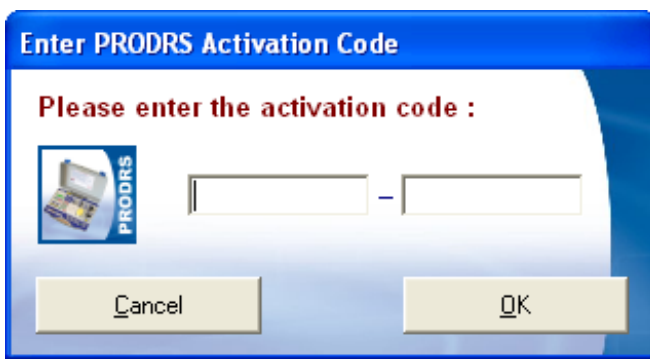 Enter PRODRS Activation Code
Please enter the activation code :
PRODRS
–
Cancel
OK